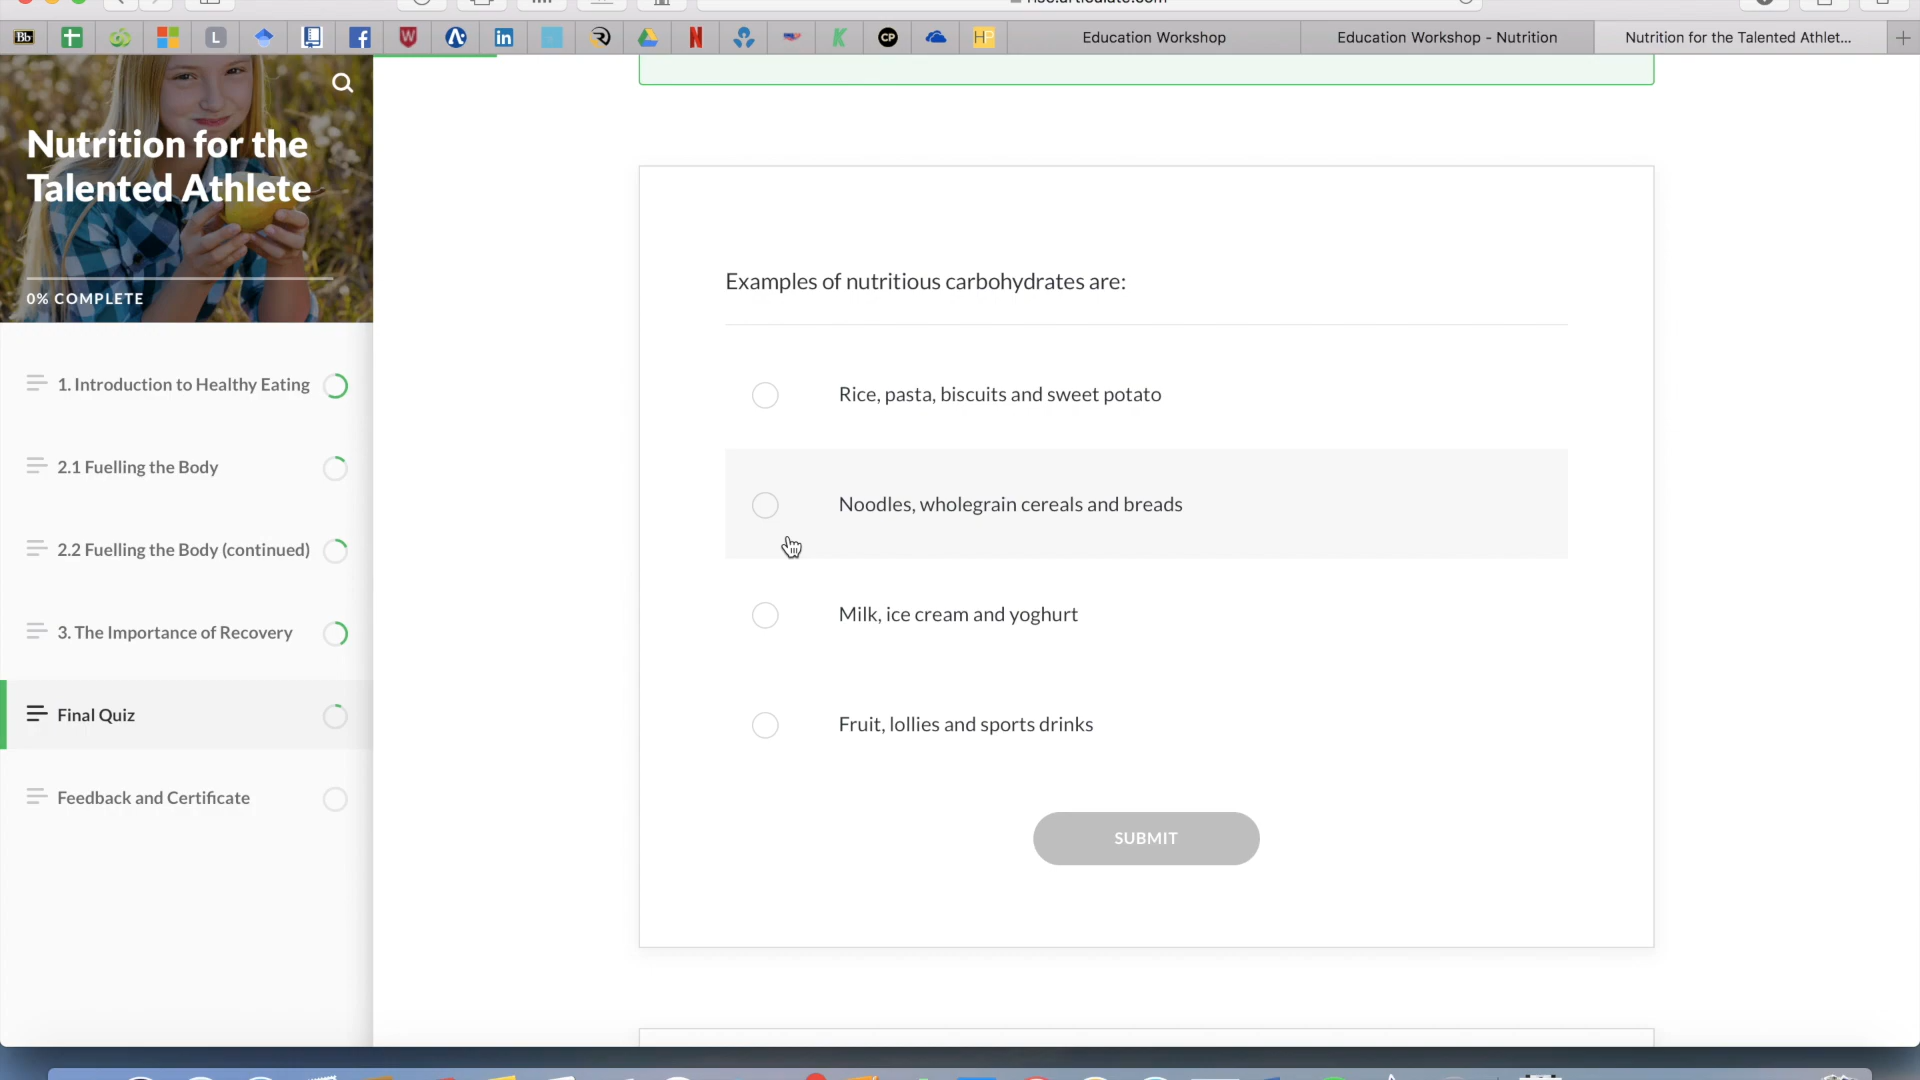 Bb
L
W
N
K
CP
HP
Education Workshop
Education Workshop - Nutrition
Nutrition for the Talented Athlet...
Nutrition for the
Talented Athlete
0% COMPLETE
1. Introduction to Healthy Eating
2.1 Fuelling the Body
2.2 Fuelling the Body (continued)
3. The Importance of Recovery
Final Quiz
Feedback and Certificate
Examples of nutritious carbohydrates are:
Rice, pasta, biscuits and sweet potato
Noodles, wholegrain cereals and breads
Milk, ice cream and yoghurt
Fruit, lollies and sports drinks
SUBMIT